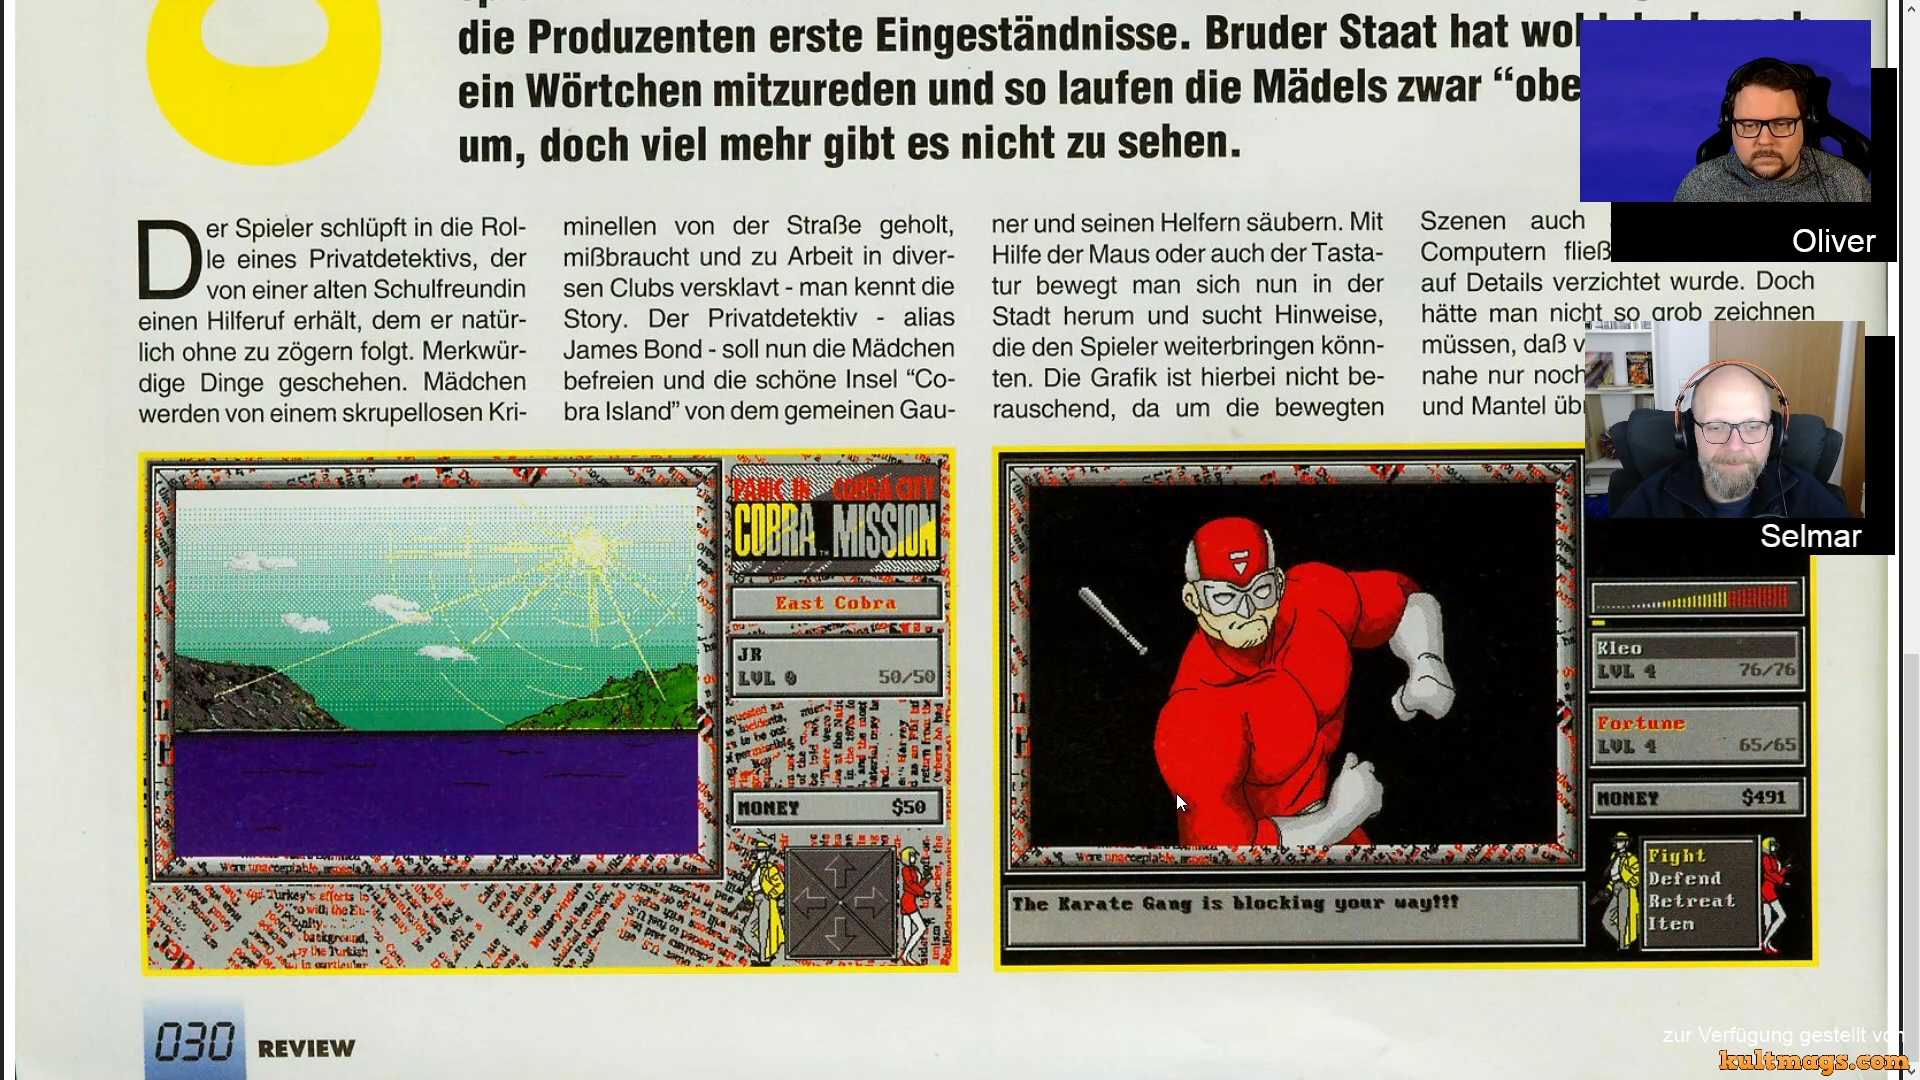 die Produzenten erste Eingeständnisse. Bruder Staat hat
ein Wörtchen mitzureden und so laufen die Mädels zwar “obe
um, doch viel mehr gibt es nicht zu sehen.
Der Spieler schlüpft in die Rol-
le eines Privatdetektivs, der
von einer alten Schulfreundin
einen Hilferuf erhält, dem er natür-
lich ohne zu zögern folgt. Merkwür-
dige Dinge geschehen. Mädchen
werden von einem skrupellosen Kri-
minellen von der Straße geholt,
mißbraucht und zu Arbeit in diver-
sen Clubs versklavt - man kennt die
Story. Der Privatdetektiv - alias
James Bond - soll nun die Mädchen
befreien und die schöne Insel “Co-
bra Island” von dem gemeinen Gau-
ner und seinen Helfern säubern. Mit
Hilfe der Maus oder auch der Tasta-
tur bewegt man sich nun in der
Stadt herum und sucht Hinweise,
die den Spieler weiterbringen könn-
ten. Die Grafik ist hierbei nicht be-
rauschend, da um die bewegten
Szenen auch
Computern fließ
auf Details verzichtet wurde. Doch
hätte man nicht so grob zeichnen
müssen, daß
nahe nur noch
und Mantel
Oliver
Selmar
PANIC IN COBRA CITY
COBRA MISSION
East Cobra
JR
LVL 0 50/50
MONEY $50
Kleo
LVL 4 76/76
Fortune
LVL 4 65/65
MONEY $491
Fight
Defend
Retreat
Item
The Karate Gang is blocking your way!!!
030 REVIEW
zur Verfügung gestellt von
kultmags.com